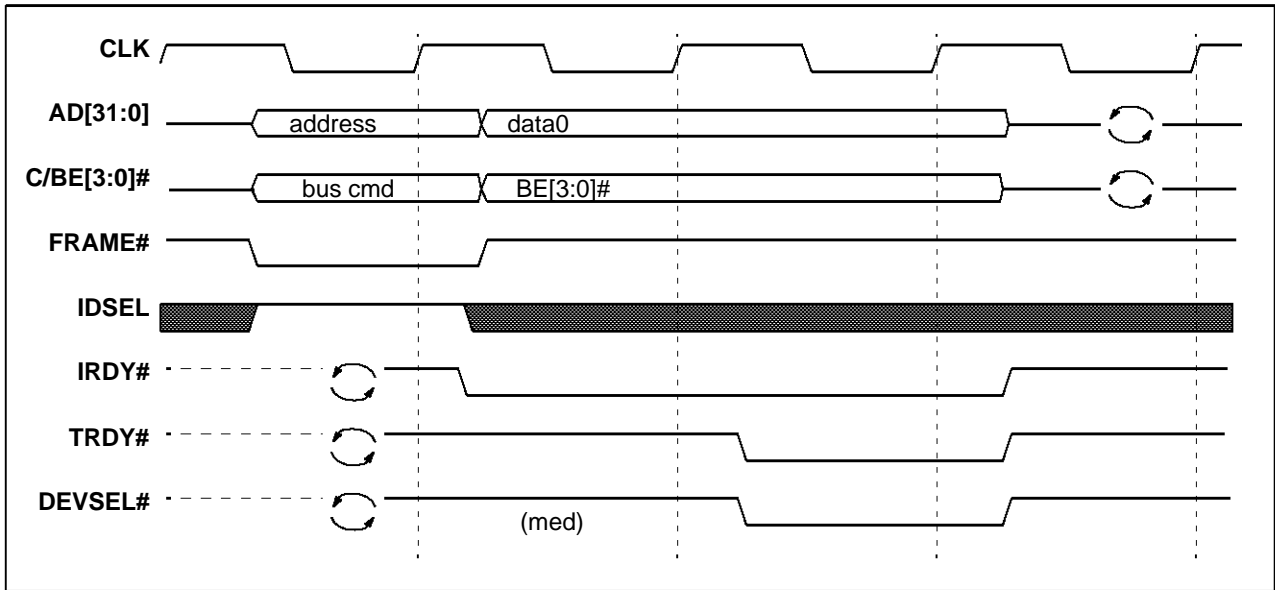 CLK
AD[31:0]
address
data0
C/BE[3:0]#
bus cmd
BE[3:0]#
FRAME#
IDSEL
IRDY#
TRDY#
DEVSEL#
(med)